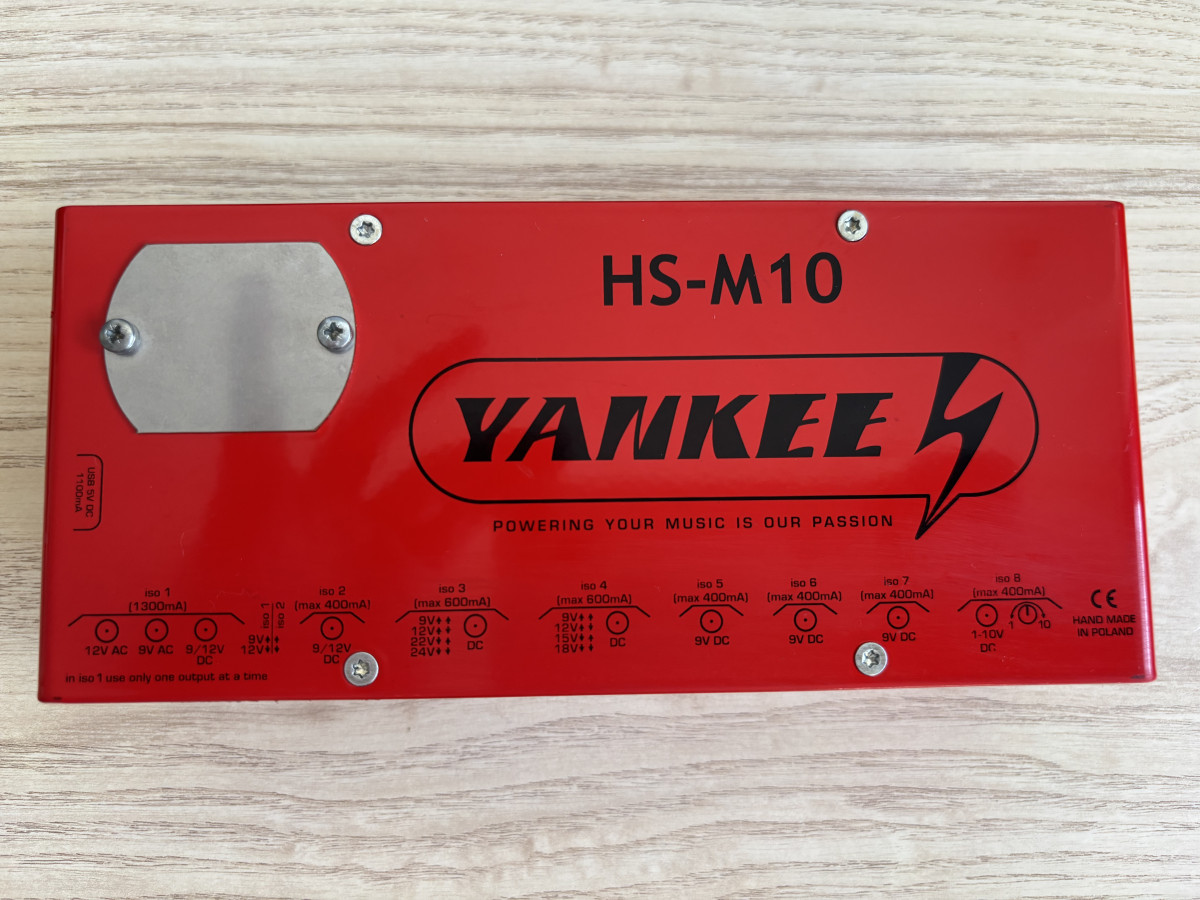 HS-M10
YANKEE
POWERING YOUR MUSIC IS OUR PASSION
USB 5V DC
1100mA
iso 1
(1300mA)
12V AC
9V AC
9/12V
DC
in iso 1 use only one output at a time
iso 1
iso 2
9V
12V
iso 2
(max 400mA)
9/12V
DC
iso 3
(max 600mA)
9V
12V
22V
24V
DC
iso 4
(max 600mA)
9V
12V
15V
18V
DC
iso 5
(max 400mA)
9V DC
iso 6
(max 400mA)
9V DC
iso 7
(max 400mA)
9V DC
iso 8
(max 400mA)
1-10V
DC
1 10
CE
HAND MADE
IN POLAND